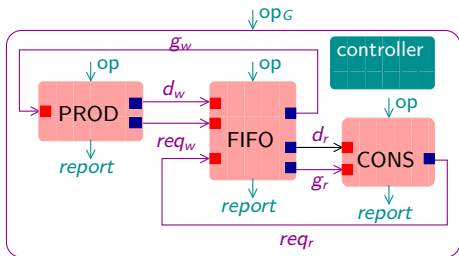 op_G
g_w
controller
op
op
op
PROD
d_w
req_w
FIFO
d_r
CONS
g_r
report
report
report
req_r